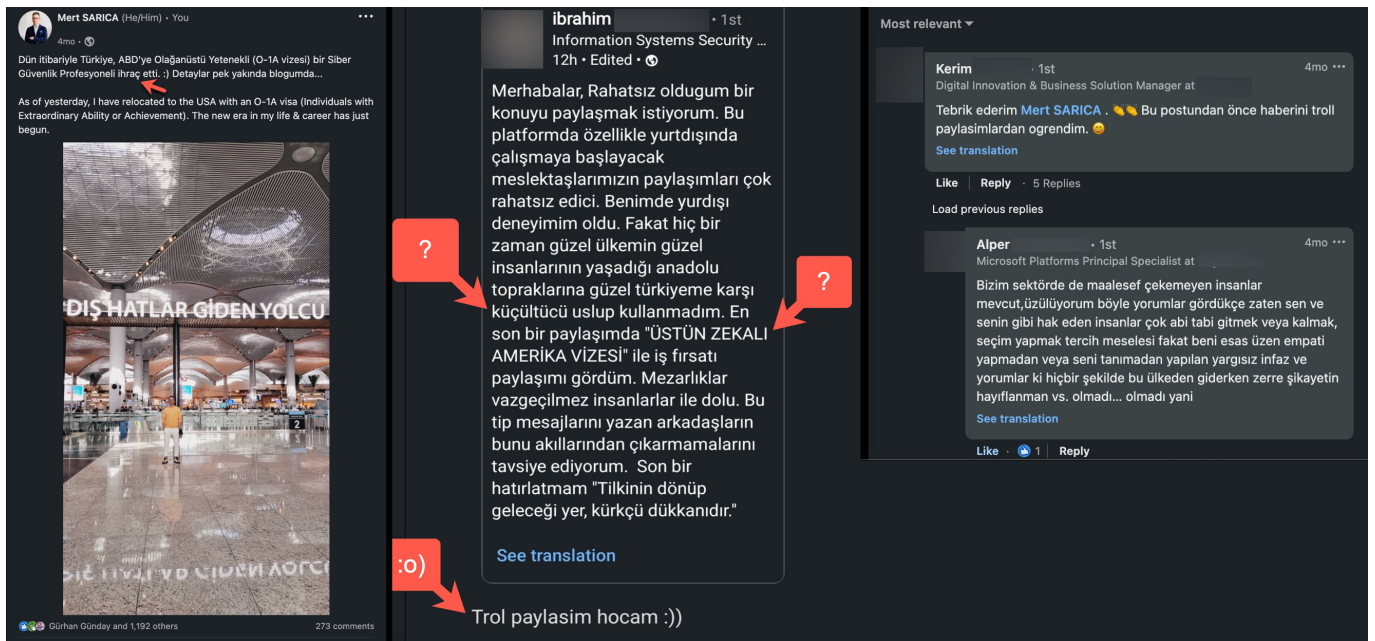 Mert SARICA (He/Him) • You
4mo •
Dün itibariyle Türkiye, ABD'ye Olağanüstü Yetenekli (O-1A vizesi) bir Siber
Güvenlik Profesyoneli ihraç etti. :) Detaylar pek yakında blogumda...
As of yesterday, I have relocated to the USA with an O-1A visa (Individuals with
Extraordinary Ability or Achievement). The new era in my life & career has just
begun.
DIŞ HATLAR GİDEN YOLCU
2
Gürhan Günday and 1,192 others
273 comments
ibrahim • 1st
Information Systems Security ...
12h • Edited •
Merhabalar, Rahatsız oldugum bir
konuyu paylaşmak istiyorum. Bu
platformda özellikle yurtdışında
çalışmaya başlayacak
meslektaşlarımızın paylaşımları çok
rahatsız edici. Benimde yurdışı
deneyimim oldu. Fakat hiç bir
zaman güzel ülkemin güzel
insanlarının yaşadığı anadolu
topraklarına güzel türkiyeme karşı
küçültücü uslup kullanmadım. En
son bir paylaşımda "ÜSTÜN ZEKALI
AMERİKA VİZESİ" ile iş fırsatı
paylaşımı gördüm. Mezarlıklar
vazgeçilmez insanlarlar ile dolu. Bu
tip mesajlarını yazan arkadaşların
bunu akıllarından çıkarmamalarını
tavsiye ediyorum. Son bir
hatırlatmam "Tilkinin dönüp
geleceği yer, kürkçü dükkanıdır."
See translation
?
?
:o)
Trol paylasim hocam :))
Most relevant
Kerim • 1st
4mo •••
Digital Innovation & Business Solution Manager at
Tebrik ederim Mert SARICA . 👏👏 Bu postundan önce haberini troll
paylasimlardan ogrendim. 😄
See translation
Like Reply · 5 Replies
Load previous replies
Alper • 1st
4mo •••
Microsoft Platforms Principal Specialist at
Bizim sektörde de maalesef çekemeyen insanlar
mevcut,üzülüyorum böyle yorumlar gördükçe zaten sen ve
senin gibi hak eden insanlar çok abi tabi gitmek veya kalmak,
seçim yapmak tercih meselesi fakat beni esas üzen empati
yapmadan veya seni tanımadan yapılan yargısız infaz ve
yorumlar ki hiçbir şekilde bu ülkeden giderken zerre şikayetin
hayıflanman vs. olmadı... olmadı yani
See translation
Like · 1 Reply